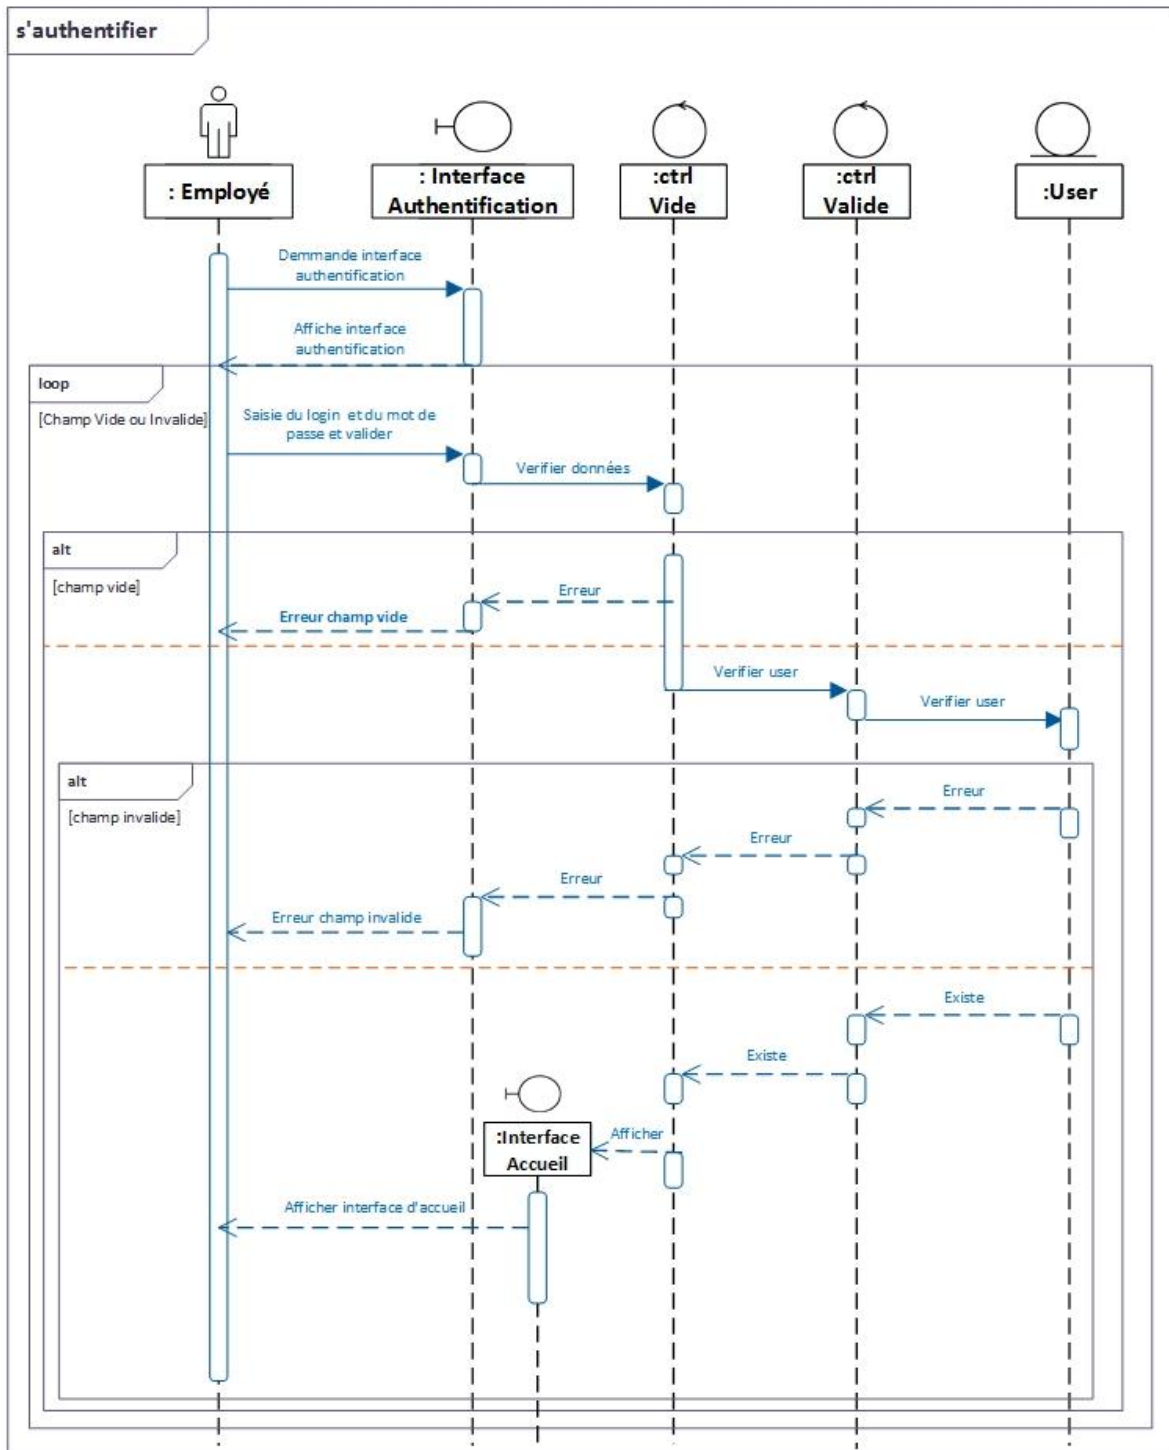 s'authentifier
: Employé
: Interface
Authentification
:ctrl
Vide
:ctrl
Valide
:User
Demmande interface
authentification
Affiche interface
authentification
loop
[Champ Vide ou Invalide]
Saisie du login et du mot de
passe et valider
Verifier données
alt
[champ vide]
Erreur
Erreur champ vide
Verifier user
Verifier user
alt
[champ invalide]
Erreur
Erreur
Erreur
Erreur champ invalide
Existe
Existe
:Interface
Accueil
Afficher
Afficher interface d'accueil